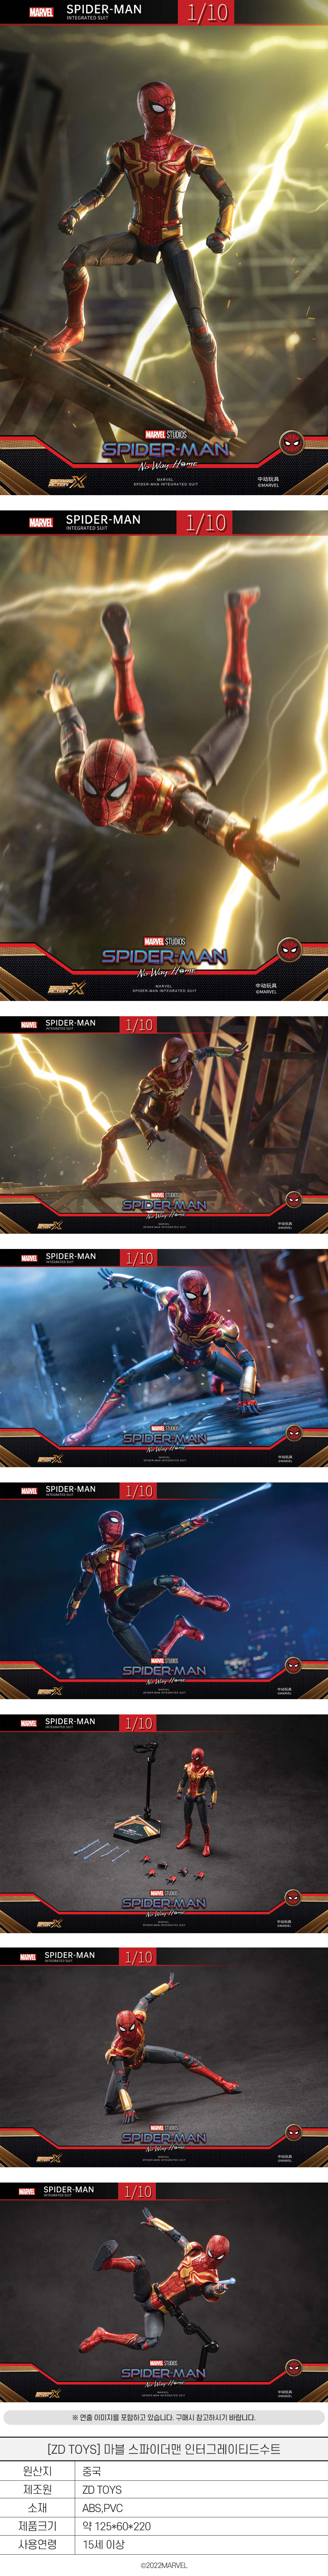 MARVEL SPIDER-MAN 1/10
INTEGRATED SUIT
MARVEL STUDIOS
SPIDER-MAN
No Way Home
MARVEL
SPIDER-MAN INTEGRATED SUIT
中动玩具
©MARVEL
MARVEL SPIDER-MAN 1/10
INTEGRATED SUIT
MARVEL STUDIOS
SPIDER-MAN
No Way Home
MARVEL
SPIDER-MAN INTEGRATED SUIT
中动玩具
©MARVEL
MARVEL SPIDER-MAN 1/10
INTEGRATED SUIT
MARVEL STUDIOS
SPIDER-MAN
No Way Home
MARVEL
SPIDER-MAN INTEGRATED SUIT
中动玩具
©MARVEL
MARVEL SPIDER-MAN 1/10
INTEGRATED SUIT
MARVEL STUDIOS
SPIDER-MAN
No Way Home
MARVEL
SPIDER-MAN INTEGRATED SUIT
中动玩具
©MARVEL
MARVEL SPIDER-MAN 1/10
INTEGRATED SUIT
MARVEL STUDIOS
SPIDER-MAN
No Way Home
MARVEL
SPIDER-MAN INTEGRATED SUIT
中动玩具
©MARVEL
MARVEL SPIDER-MAN 1/10
INTEGRATED SUIT
MARVEL STUDIOS
SPIDER-MAN
No Way Home
MARVEL
SPIDER-MAN INTEGRATED SUIT
中动玩具
©MARVEL
MARVEL SPIDER-MAN 1/10
INTEGRATED SUIT
MARVEL STUDIOS
SPIDER-MAN
No Way Home
MARVEL
SPIDER-MAN INTEGRATED SUIT
中动玩具
©MARVEL
MARVEL SPIDER-MAN 1/10
INTEGRATED SUIT
MARVEL STUDIOS
SPIDER-MAN
No Way Home
MARVEL
SPIDER-MAN INTEGRATED SUIT
中动玩具
©MARVEL
※ 연출 이미지를 포함하고 있습니다. 구매시 참고하시기 바랍니다.
[ZD TOYS] 마블 스파이더맨 인터그레이티드수트
원산지 중국
제조원 ZD TOYS
소재 ABS,PVC
제품크기 약 125*60*220
사용연령 15세 이상
©2022MARVEL